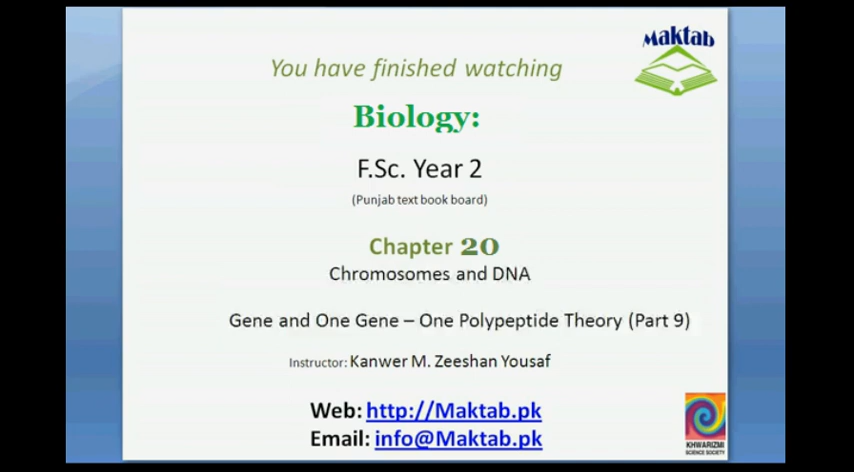 Maktab
You have finished watching
Biology:
F.Sc. Year 2
(Punjab text book board)
Chapter 20
Chromosomes and DNA
Gene and One Gene – One Polypeptide Theory (Part 9)
Instructor: Kanwer M. Zeeshan Yousaf
Web: http://Maktab.pk
Email: info@Maktab.pk
KHWARIZMI
SCIENCE SOCIETY